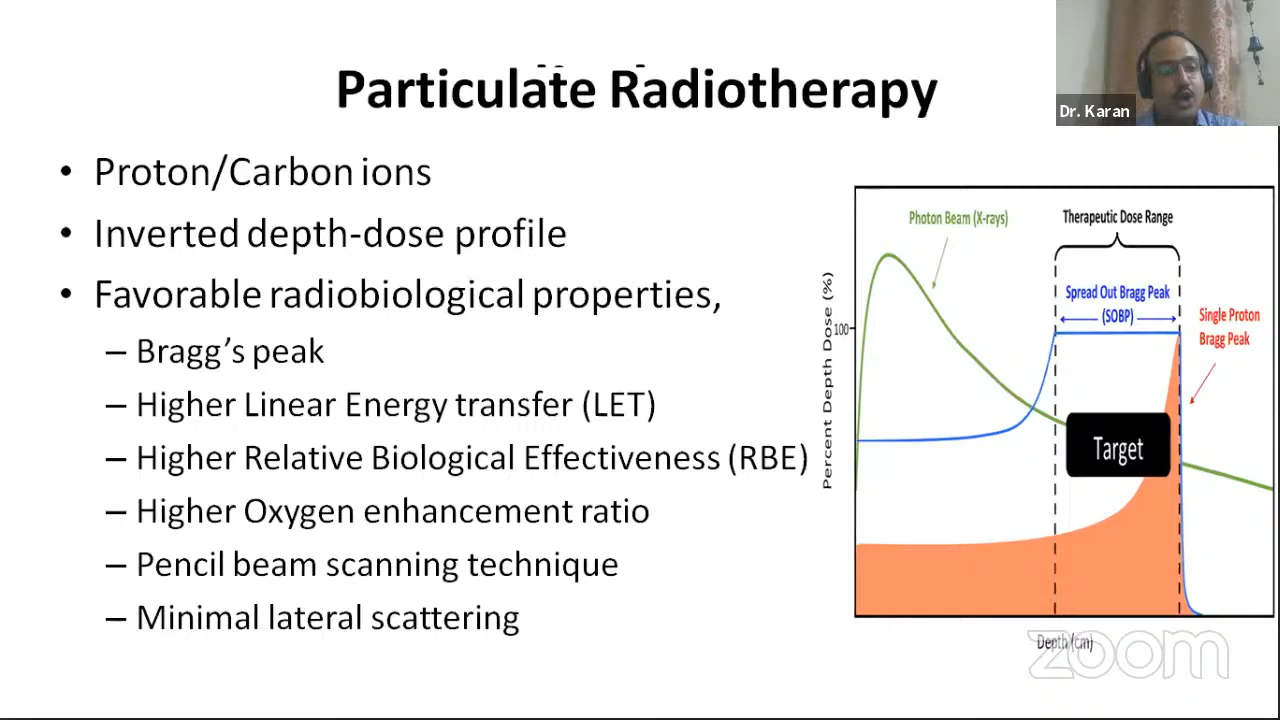 Particulate Radiotherapy
Dr. Karan
• Proton/Carbon ions
• Inverted depth-dose profile
• Favorable radiobiological properties,
– Bragg's peak
– Higher Linear Energy transfer (LET)
– Higher Relative Biological Effectiveness (RBE)
– Higher Oxygen enhancement ratio
– Pencil beam scanning technique
– Minimal lateral scattering
Photon Beam (X-rays)
Therapeutic Dose Range
Spread Out Bragg Peak
(SOBP)
Single Proton
Bragg Peak
Percent Depth Dose (%)
100
Target
Depth (cm)
zoom